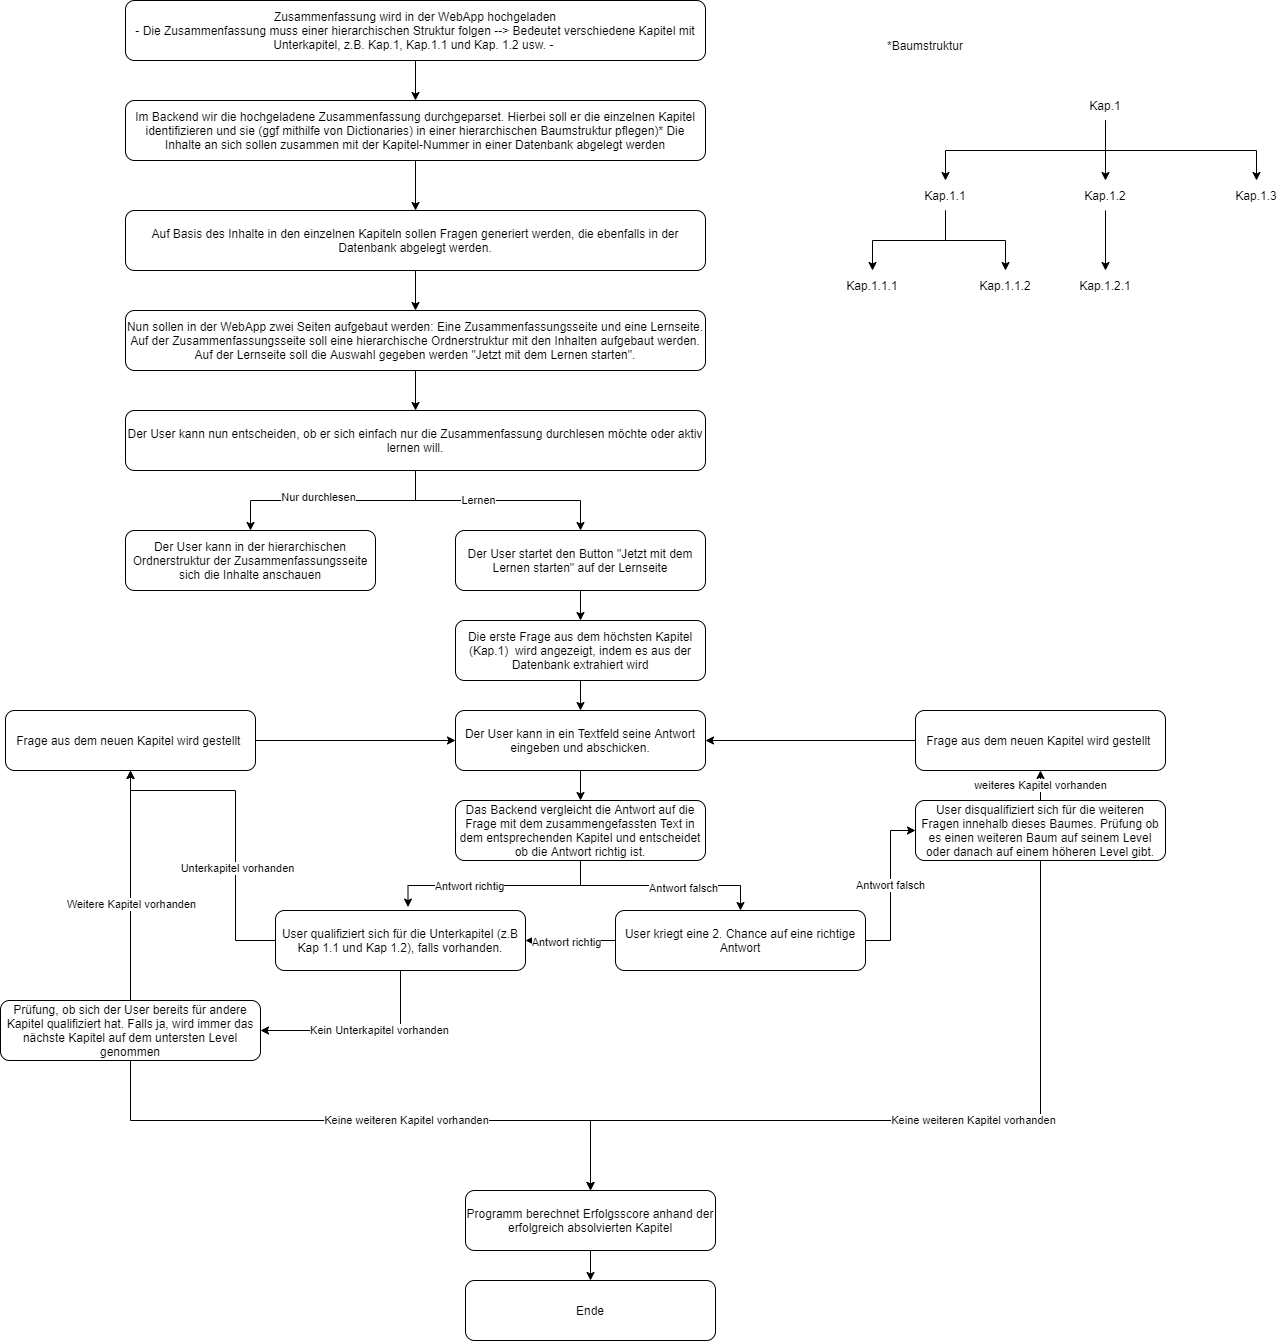 Zusammenfassung wird in der WebApp hochgeladen
- Die Zusammenfassung muss einer hierarchischen Struktur folgen --> Bedeutet verschiedene Kapitel mit
Unterkapitel, z.B. Kap.1, Kap.1.1 und Kap. 1.2 usw. -
*Baumstruktur
Kap.1
Kap.1.1
Kap.1.2
Kap.1.3
Kap.1.1.1
Kap.1.1.2
Kap.1.2.1
Im Backend wir die hochgeladene Zusammenfassung durchgeparset. Hierbei soll er die einzelnen Kapitel
identifizieren und sie (ggf mithilfe von Dictionaries) in einer hierarchischen Baumstruktur pflegen)* Die
Inhalte an sich sollen zusammen mit der Kapitel-Nummer in einer Datenbank abgelegt werden
Auf Basis des Inhalte in den einzelnen Kapiteln sollen Fragen generiert werden, die ebenfalls in der
Datenbank abgelegt werden.
Nun sollen in der WebApp zwei Seiten aufgebaut werden: Eine Zusammenfassungsseite und eine Lernseite.
Auf der Zusammenfassungsseite soll eine hierarchische Ordnerstruktur mit den Inhalten aufgebaut werden.
Auf der Lernseite soll die Auswahl gegeben werden "Jetzt mit dem Lernen starten".
Der User kann nun entscheiden, ob er sich einfach nur die Zusammenfassung durchlesen möchte oder aktiv
lernen will.
Nur durchlesen
Lernen
Der User kann in der hierarchischen
Ordnerstruktur der Zusammenfassungsseite
sich die Inhalte anschauen
Der User startet den Button "Jetzt mit dem
Lernen starten" auf der Lernseite
Die erste Frage aus dem höchsten Kapitel
(Kap.1) wird angezeigt, indem es aus der
Datenbank extrahiert wird
Frage aus dem neuen Kapitel wird gestellt
Der User kann in ein Textfeld seine Antwort
eingeben und abschicken.
Frage aus dem neuen Kapitel wird gestellt
weiteres Kapitel vorhanden
Das Backend vergleicht die Antwort auf die
Frage mit dem zusammengefassten Text in
dem entsprechenden Kapitel und entscheidet
ob die Antwort richtig ist.
User disqualifiziert sich für die weiteren
Fragen innehalb dieses Baumes. Prüfung ob
es einen weiteren Baum auf seinem Level
oder danach auf einem höheren Level gibt.
Unterkapitel vorhanden
Antwort richtig
Antwort falsch
Antwort falsch
Weitere Kapitel vorhanden
User qualifiziert sich für die Unterkapitel (z.B
Kap 1.1 und Kap 1.2), falls vorhanden.
Antwort richtig
User kriegt eine 2. Chance auf eine richtige
Antwort
Prüfung, ob sich der User bereits für andere
Kapitel qualifiziert hat. Falls ja, wird immer das
nächste Kapitel auf dem untersten Level
genommen
Kein Unterkapitel vorhanden
Keine weiteren Kapitel vorhanden
Keine weiteren Kapitel vorhanden
Programm berechnet Erfolgsscore anhand der
erfolgreich absolvierten Kapitel
Ende